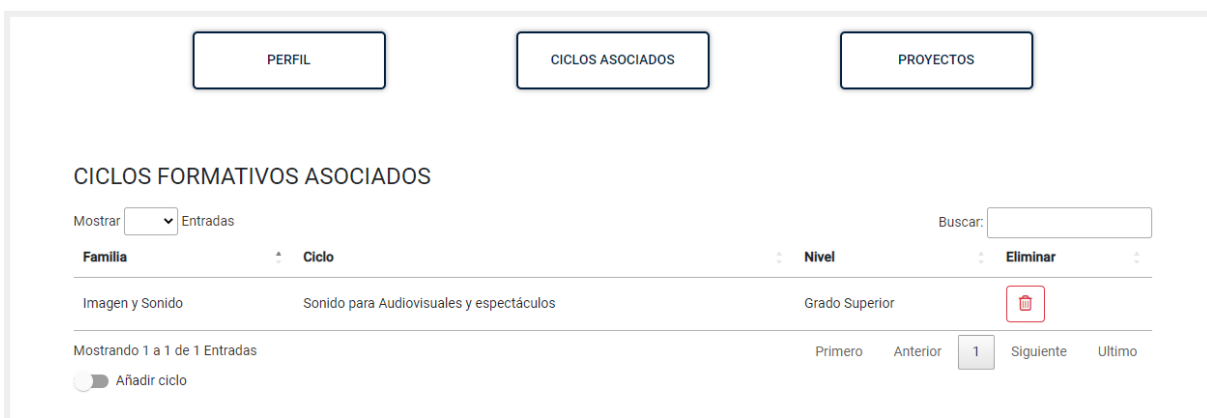 PERFIL CICLOS ASOCIADOS PROYECTOS
CICLOS FORMATIVOS ASOCIADOS
Mostrar Entradas Buscar:
Familia Ciclo Nivel Eliminar
Imagen y Sonido Sonido para Audiovisuales y espectáculos Grado Superior
Mostrando 1 a 1 de 1 Entradas Primero Anterior 1 Siguiente Ultimo
Añadir ciclo